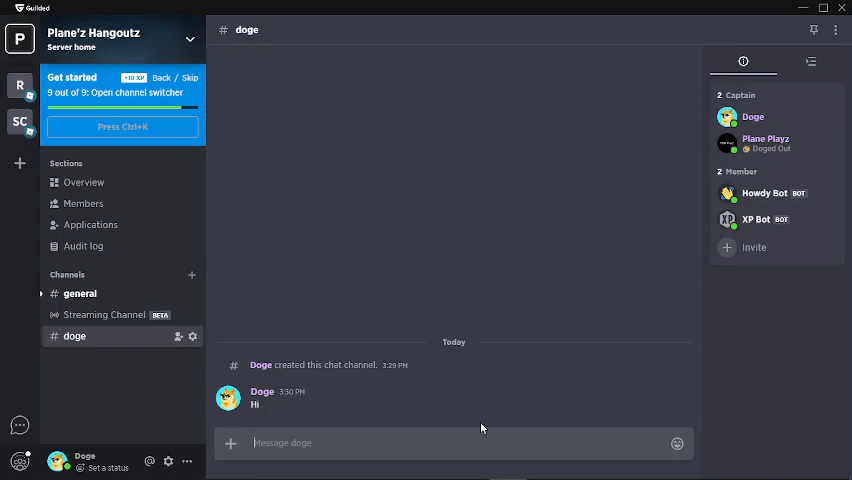 Guilded
P
Plane'z Hangoutz
Server home
Get started +10 XP Back / Skip
9 out of 9: Open channel switcher
Press Ctrl+K
R
SC
Sections
Overview
Members
Applications
Audit log
Channels
general
Streaming Channel BETA
# doge
Doge
Set a status
# doge
Today
# Doge created this chat channel. 3:29 PM
Doge 3:30 PM
Hi
Message doge
2 Captain
Doge
Plane Playz
Doged Out
2 Member
Howdy Bot BOT
XP Bot BOT
Invite